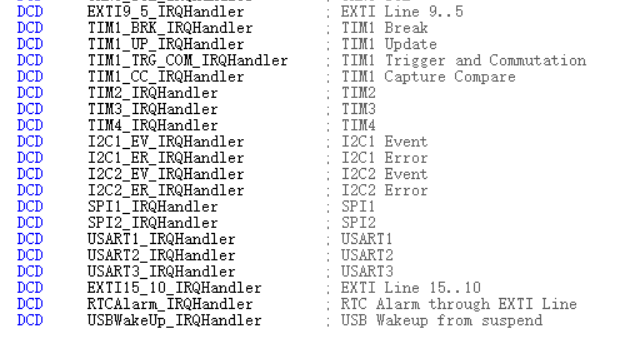 DCD EXTI9_5_IRQHandler ; EXTI Line 9..5
DCD TIM1_BRK_IRQHandler ; TIM1 Break
DCD TIM1_UP_IRQHandler ; TIM1 Update
DCD TIM1_TRG_COM_IRQHandler ; TIM1 Trigger and Commutation
DCD TIM1_CC_IRQHandler ; TIM1 Capture Compare
DCD TIM2_IRQHandler ; TIM2
DCD TIM3_IRQHandler ; TIM3
DCD TIM4_IRQHandler ; TIM4
DCD I2C1_EV_IRQHandler ; I2C1 Event
DCD I2C1_ER_IRQHandler ; I2C1 Error
DCD I2C2_EV_IRQHandler ; I2C2 Event
DCD I2C2_ER_IRQHandler ; I2C2 Error
DCD SPI1_IRQHandler ; SPI1
DCD SPI2_IRQHandler ; SPI2
DCD USART1_IRQHandler ; USART1
DCD USART2_IRQHandler ; USART2
DCD USART3_IRQHandler ; USART3
DCD EXTI15_10_IRQHandler ; EXTI Line 15..10
DCD RTCAlarm_IRQHandler ; RTC Alarm through EXTI Line
DCD USBWakeUp_IRQHandler ; USB Wakeup from suspend